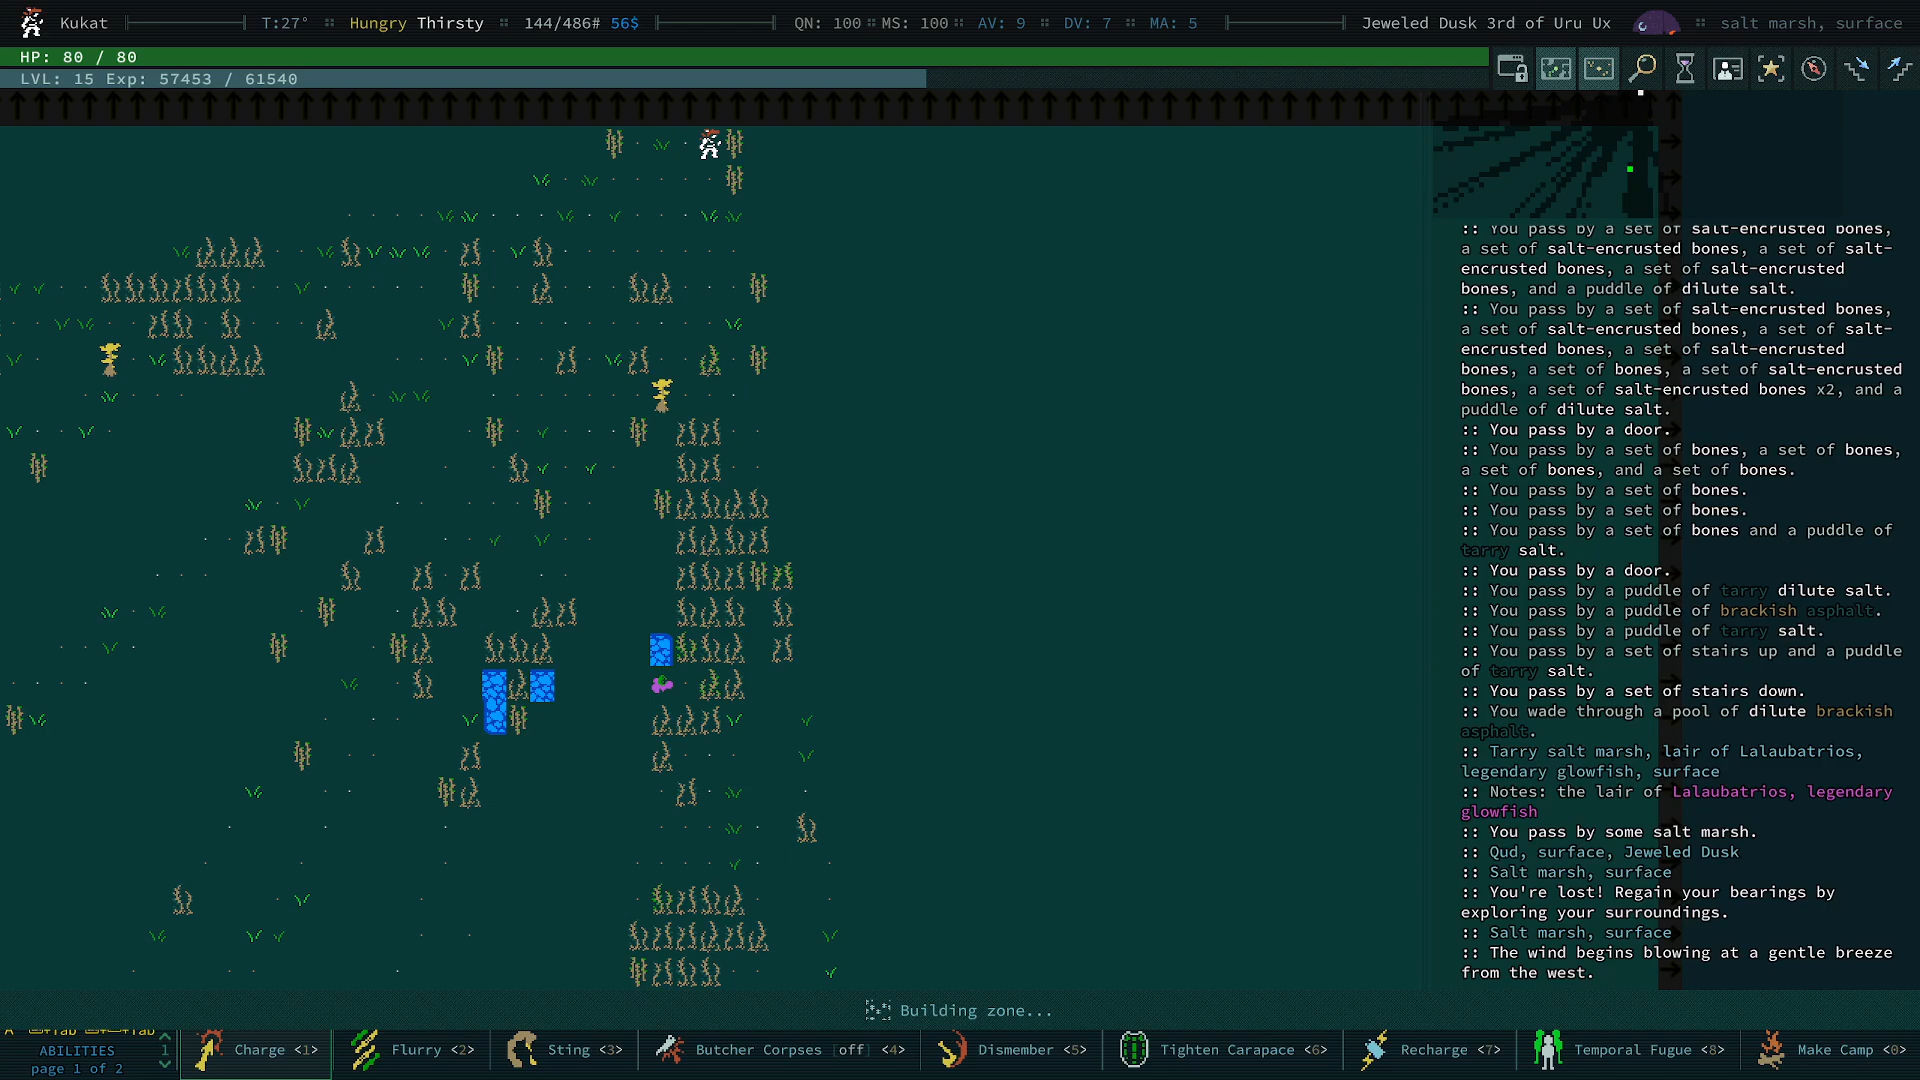 Kukat T:27° Hungry Thirsty 144/486# 56$ QN: 100 MS: 100 AV: 9 DV: 7 MA: 5 Jeweled Dusk 3rd of Uru Ux salt marsh, surface
HP: 80 / 80
LVL: 15 Exp: 57453 / 61540
:: You pass by a set of salt-encrusted bones,
a set of salt-encrusted bones, a set of salt-
encrusted bones, a set of salt-encrusted
bones, and a puddle of dilute salt.
:: You pass by a set of salt-encrusted bones,
a set of salt-encrusted bones, a set of salt-
encrusted bones, a set of salt-encrusted
bones, a set of bones, a set of salt-encrusted
bones, a set of salt-encrusted bones x2, and a
puddle of dilute salt.
:: You pass by a door.
:: You pass by a set of bones, a set of bones,
a set of bones, and a set of bones.
:: You pass by a set of bones.
:: You pass by a set of bones.
:: You pass by a set of bones and a puddle of
tarry salt.
:: You pass by a door.
:: You pass by a puddle of tarry dilute salt.
:: You pass by a puddle of brackish asphalt.
:: You pass by a puddle of tarry salt.
:: You pass by a set of stairs up and a puddle
of tarry salt.
:: You pass by a set of stairs down.
:: You wade through a pool of dilute brackish
asphalt.
:: Tarry salt marsh, lair of Lalaubatrios,
legendary glowfish, surface
:: Notes: the lair of Lalaubatrios, legendary
glowfish
:: You pass by some salt marsh.
:: Qud, surface, Jeweled Dusk
:: Salt marsh, surface
:: You're lost! Regain your bearings by
exploring your surroundings.
:: Salt marsh, surface
:: The wind begins blowing at a gentle breeze
from the west.
Building zone...
ABILITIES
page 1 of 2
1
Charge <1> Flurry <2> Sting <3> Butcher Corpses [off] <4> Dismember <5> Tighten Carapace <6> Recharge <7> Temporal Fugue <8> Make Camp <0>